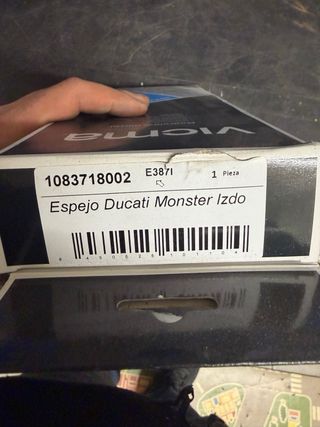 vicma
1083718002 E387I 1 Pieza
Espejo Ducati Monster Izdo